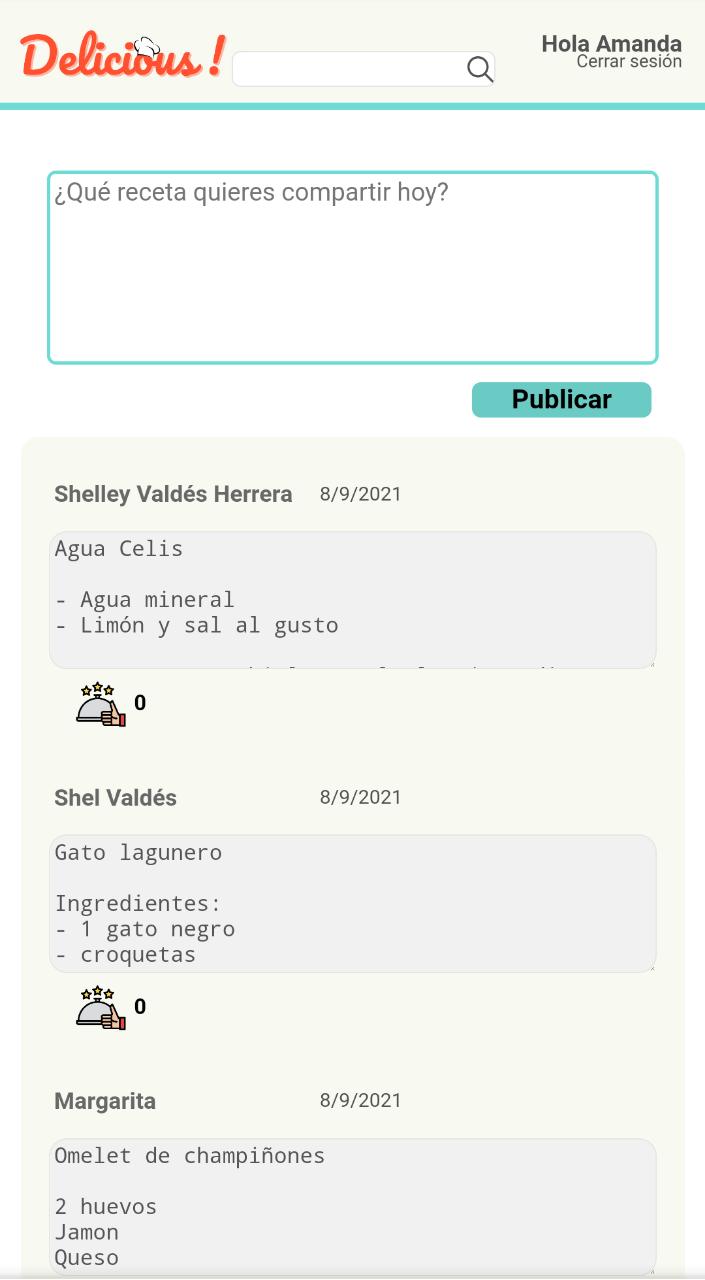 Delicious !
Hola Amanda
Cerrar sesión
¿Qué receta quieres compartir hoy?
Publicar
Shelley Valdés Herrera 8/9/2021
Agua Celis
- Agua mineral
- Limón y sal al gusto
0
Shel Valdés 8/9/2021
Gato lagunero
Ingredientes:
- 1 gato negro
- croquetas
0
Margarita 8/9/2021
Omelet de champiñones
2 huevos
Jamon
Queso